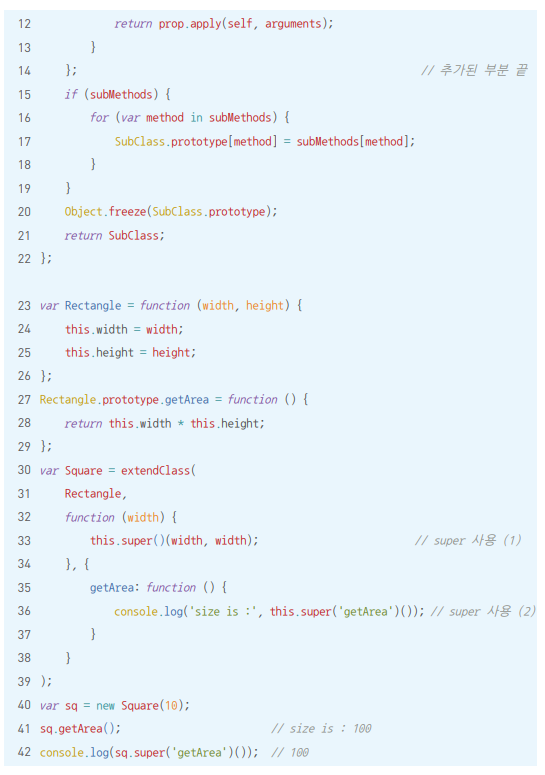 12 return prop.apply(self, arguments);
13 }
14 }; // 추가된 부분 끝
15 if (subMethods) {
16 for (var method in subMethods) {
17 SubClass.prototype[method] = subMethods[method];
18 }
19 }
20 Object.freeze(SubClass.prototype);
21 return SubClass;
22 };
23 var Rectangle = function (width, height) {
24 this.width = width;
25 this.height = height;
26 };
27 Rectangle.prototype.getArea = function () {
28 return this.width * this.height;
29 };
30 var Square = extendClass(
31 Rectangle,
32 function (width) {
33 this.super()(width, width); // super 사용 (1)
34 }, {
35 getArea: function () {
36 console.log('size is :', this.super('getArea')()); // super 사용 (2)
37 }
38 }
39 );
40 var sq = new Square(10);
41 sq.getArea(); // size is : 100
42 console.log(sq.super('getArea')()); // 100